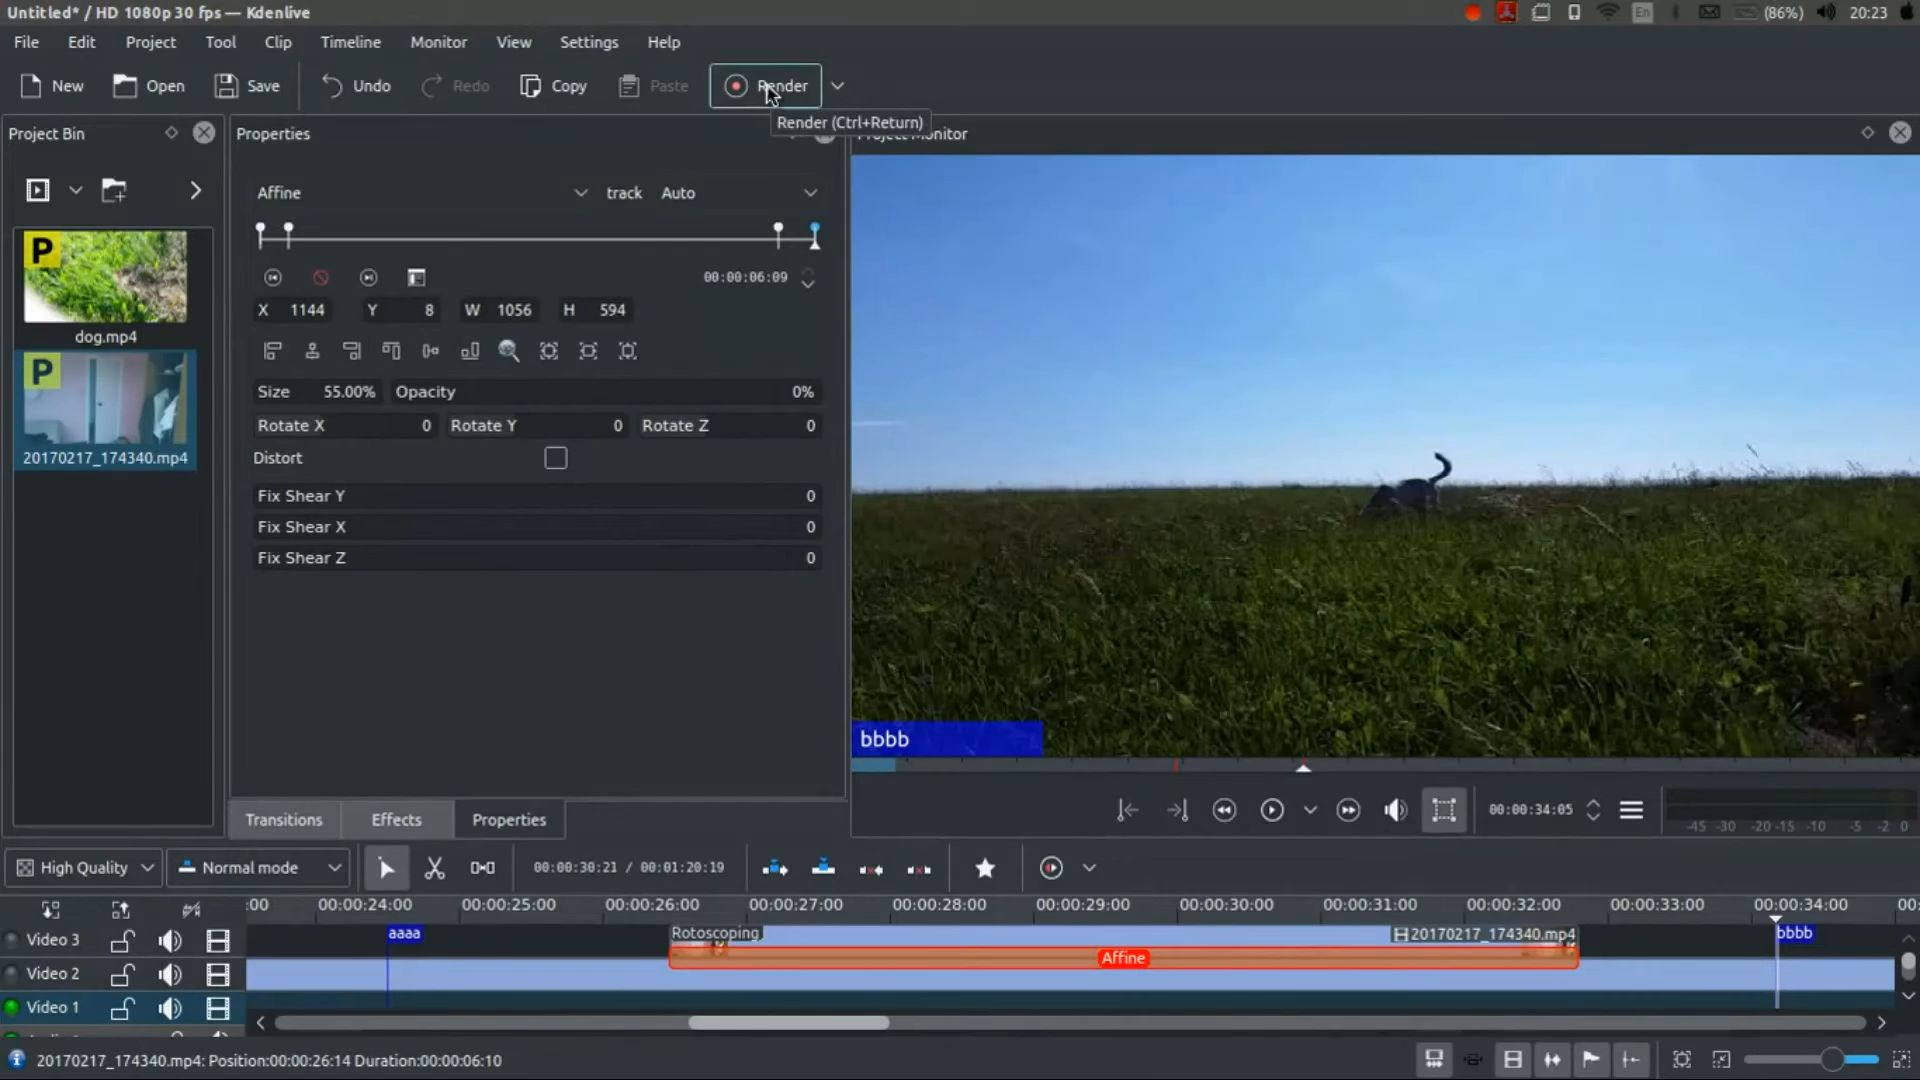 Untitled* / HD 1080p 30 fps — Kdenlive
En
(86%)
20:23
File Edit Project Tool Clip Timeline Monitor View Settings Help
New Open Save Undo Redo Copy Paste Render
Render (Ctrl+Return)
Project Bin
Properties
Project Monitor
Affine track Auto
P
dog.mp4
P
20170217_174340.mp4
00:00:06:09
X 1144 Y 8 W 1056 H 594
Size 55.00% Opacity 0%
Rotate X 0 Rotate Y 0 Rotate Z 0
Distort
Fix Shear Y 0
Fix Shear X 0
Fix Shear Z 0
bbbb
Transitions Effects Properties
00:00:34:05
-45 -30 -20 -15 -10 -5 -2 0
High Quality Normal mode 00:00:30:21 / 00:01:20:19
:00 00:00:24:00 00:00:25:00 00:00:26:00 00:00:27:00 00:00:28:00 00:00:29:00 00:00:30:00 00:00:31:00 00:00:32:00 00:00:33:00 00:00:34:00 00:
Video 3 aaaa Rotoscoping 20170217_174340.mp4 bbbb
Affine
Video 2
Video 1
20170217_174340.mp4: Position:00:00:26:14 Duration:00:00:06:10